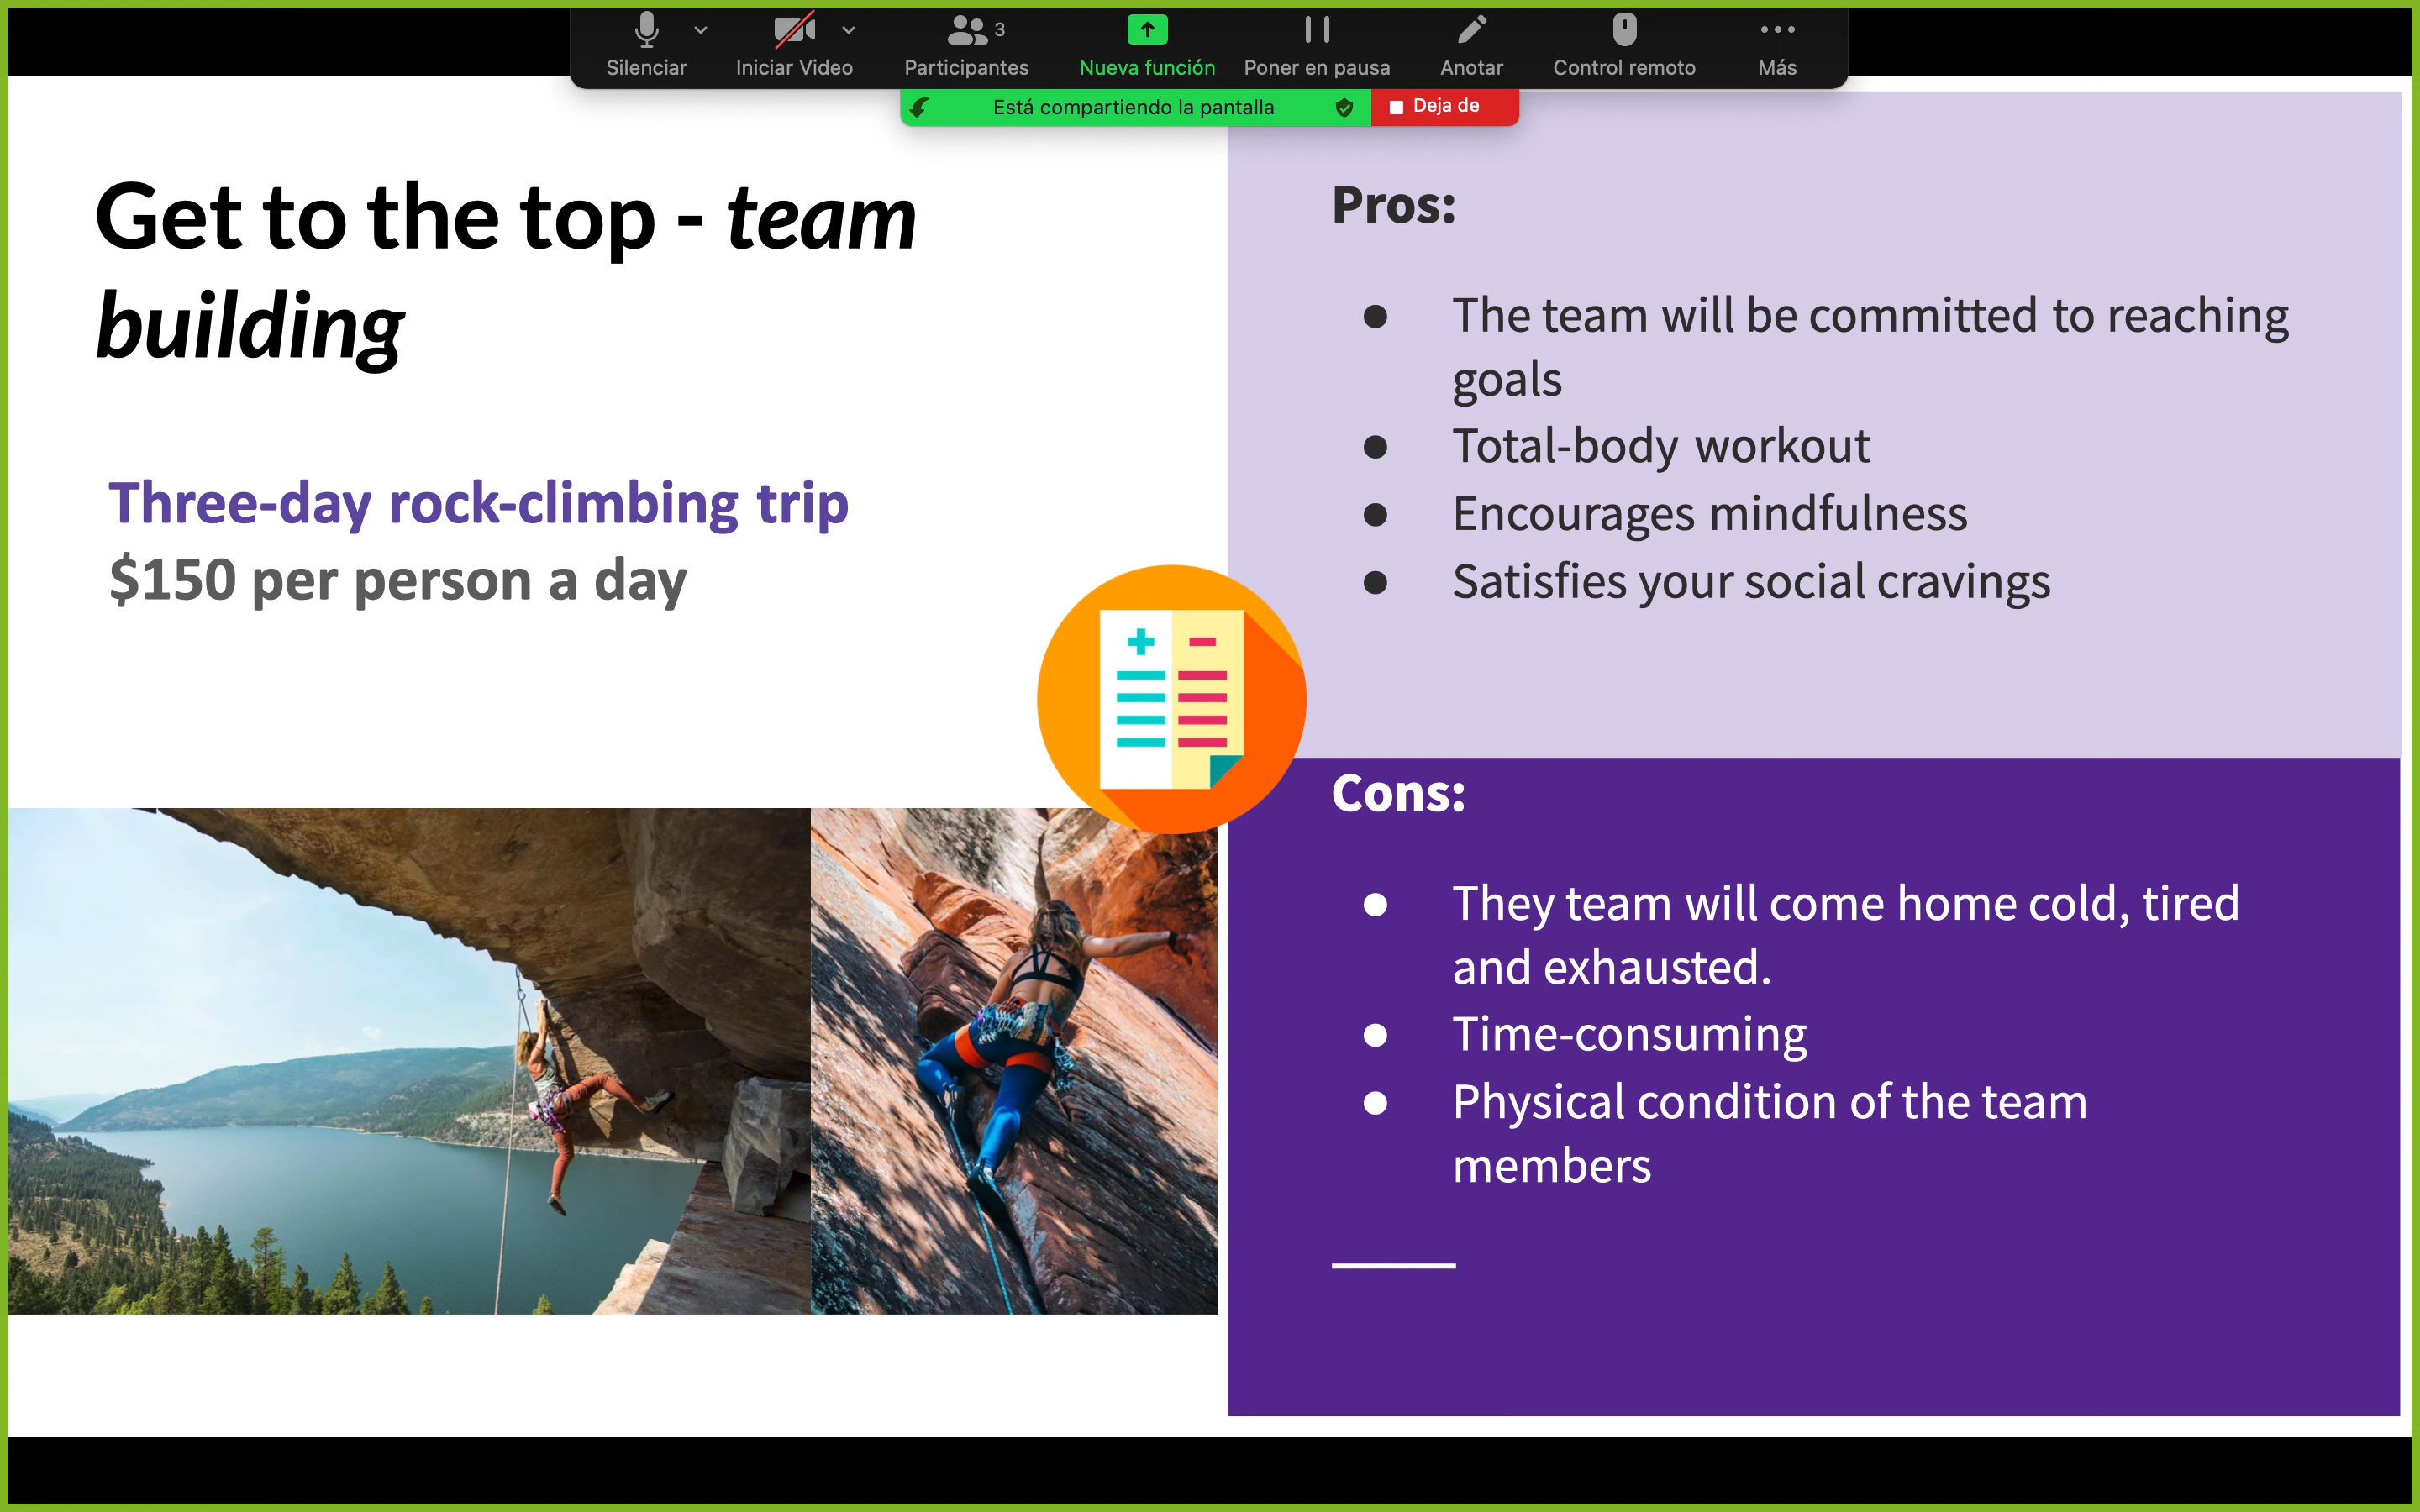 Silenciar
Iniciar Video
Participantes
3
Nueva función
Poner en pausa
Anotar
Control remoto
Más
Está compartiendo la pantalla
Deja de
Get to the top - team
building
Three-day rock-climbing trip
$150 per person a day
Pros:
● The team will be committed to reaching
goals
● Total-body workout
● Encourages mindfulness
● Satisfies your social cravings
Cons:
● They team will come home cold, tired
and exhausted.
● Time-consuming
● Physical condition of the team
members